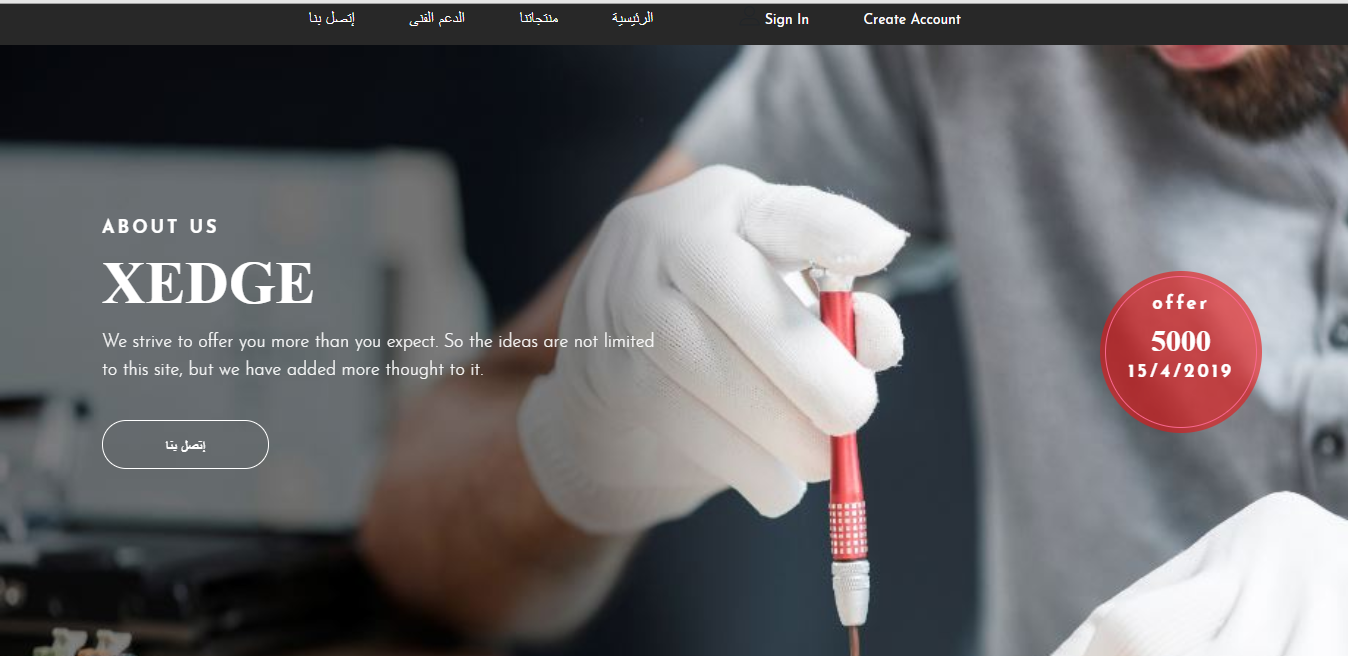 الرئيسية
منتجاتنا
الدعم الفنى
إتصل بنا
Sign In
Create Account
ABOUT US
XEDGE
We strive to offer you more than you expect. So the ideas are not limited
to this site, but we have added more thought to it.
إتصل بنا
offer
5000
15/4/2019